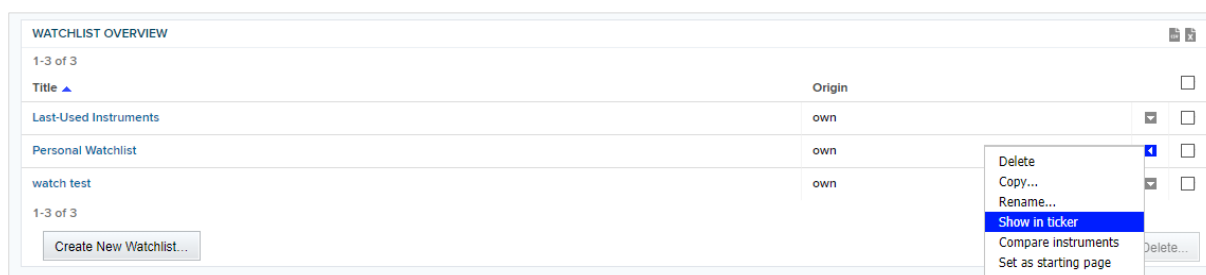 WATCHLIST OVERVIEW
1-3 of 3
Title Origin
Last-Used Instruments own
Personal Watchlist own
watch test own
1-3 of 3
Create New Watchlist...
Delete
Copy...
Rename...
Show in ticker
Compare instruments
Set as starting page
Delete...